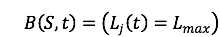 B(S,t) = (L_j(t) = L_max)